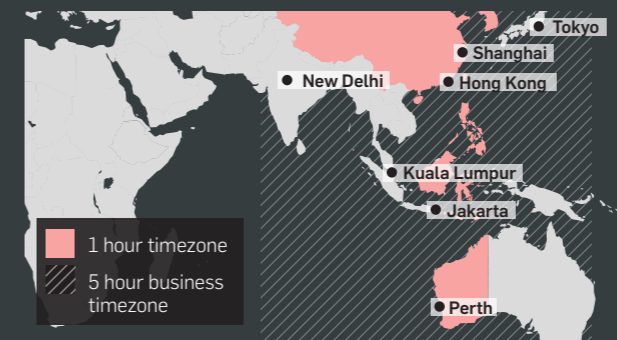 Tokyo
Shanghai
New Delhi
Hong Kong
Kuala Lumpur
Jakarta
1 hour timezone
5 hour business
timezone
Perth